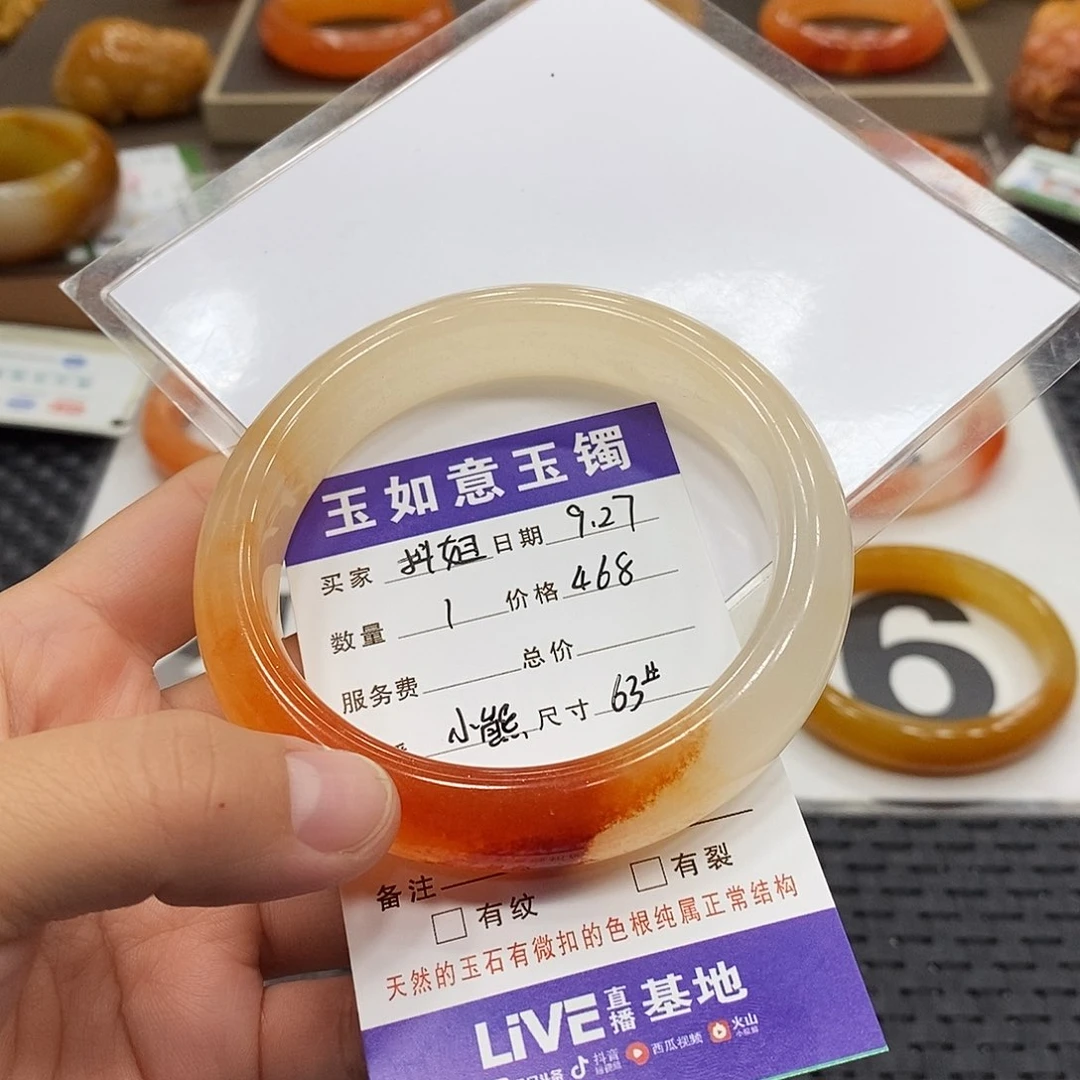 玉如意玉镯
买家 抖姐 日期 9.27
数量 1 价格 468
服务费 总价
小熊 尺寸 63#
备注
有纹 有裂
天然的玉石有微扣的色根纯属正常结构
LiVE 直播 基地
抖音 西瓜视频 火山
6